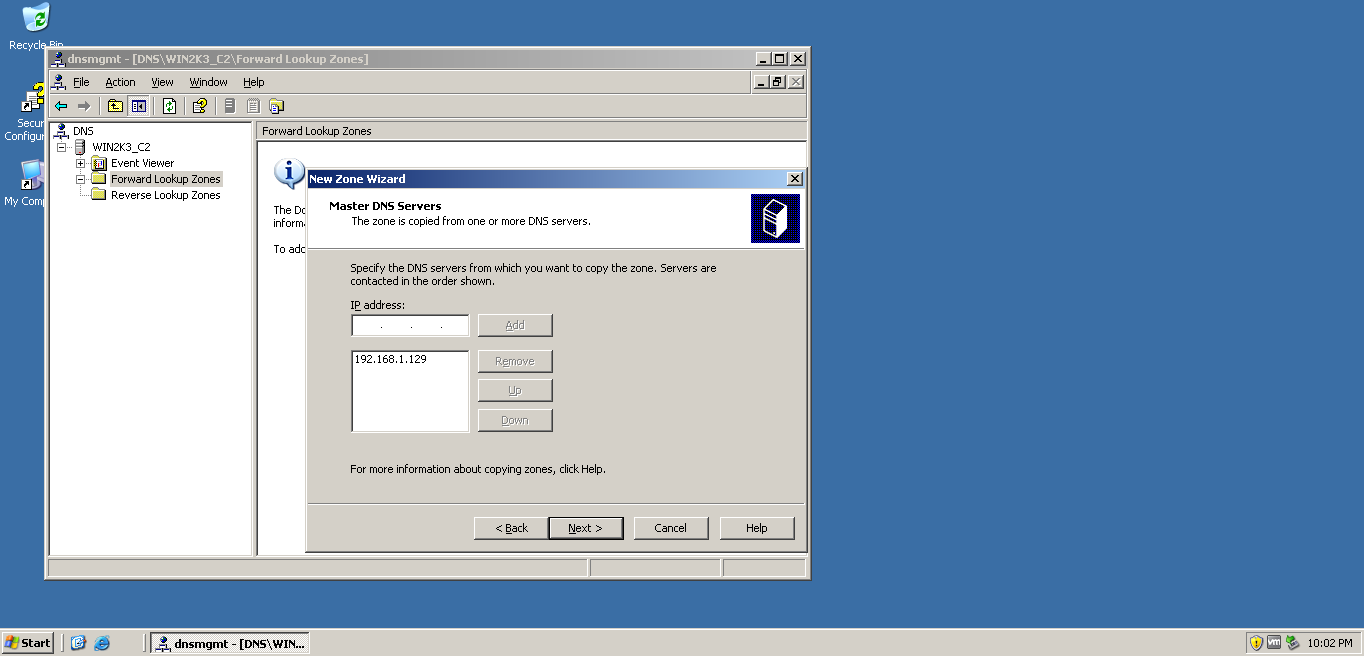 Recycle Bin
Secur
Configur
My Comp
dnsmgmt - [DNS\WIN2K3_C2\Forward Lookup Zones]
File Action View Window Help
DNS
WIN2K3_C2
Event Viewer
Forward Lookup Zones
Reverse Lookup Zones
Forward Lookup Zones
The Do
inform
To add
New Zone Wizard
Master DNS Servers
The zone is copied from one or more DNS servers.
Specify the DNS servers from which you want to copy the zone. Servers are
contacted in the order shown.
IP address:
. . .
Add
192.168.1.129
Remove
Up
Down
For more information about copying zones, click Help.
< Back Next > Cancel Help
Start
dnsmgmt - [DNS\WIN...
vm
10:02 PM